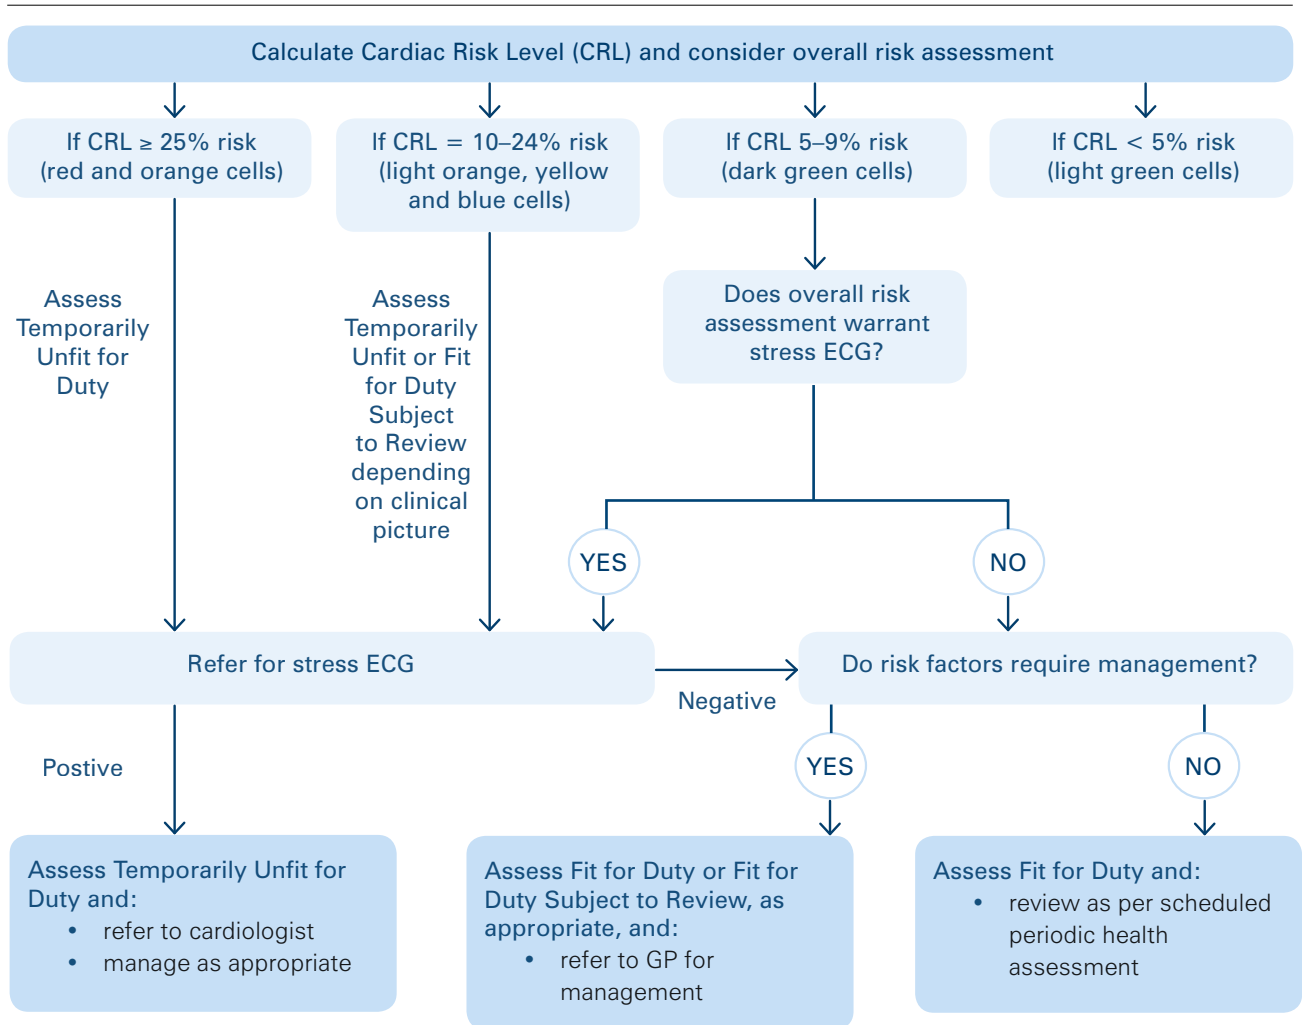 Calculate Cardiac Risk Level (CRL) and consider overall risk assessment
If CRL ≥ 25% risk
(red and orange cells)
If CRL = 10–24% risk
(light orange, yellow
and blue cells)
If CRL 5–9% risk
(dark green cells)
If CRL < 5% risk
(light green cells)
Assess
Temporarily
Unfit for
Duty
Assess
Temporarily
Unfit or Fit
for Duty
Subject
to Review
depending
on clinical
picture
Does overall risk
assessment warrant
stress ECG?
YES
NO
Refer for stress ECG
Negative
Do risk factors require management?
Postive
YES
NO
Assess Temporarily Unfit for
Duty and:
• refer to cardiologist
• manage as appropriate
Assess Fit for Duty or Fit for
Duty Subject to Review, as
appropriate, and:
• refer to GP for
management
Assess Fit for Duty and:
• review as per scheduled
periodic health
assessment